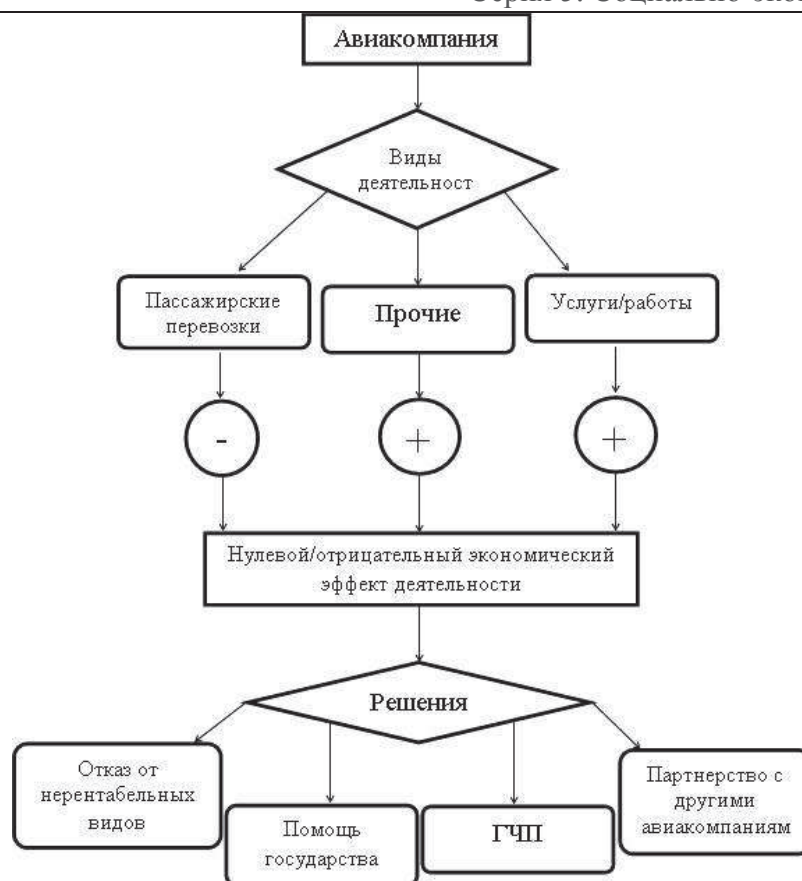 Авиакомпания
Виды
деятельност
Пассажирские
перевозки
Прочие
Услуги/работы
-
+
+
Нулевой/отрицательный экономический
эффект деятельности
Решения
Отказ от
нерентабельных
видов
Помощь
государства
ГЧП
Партнерство с
другими
авиакомпаниям